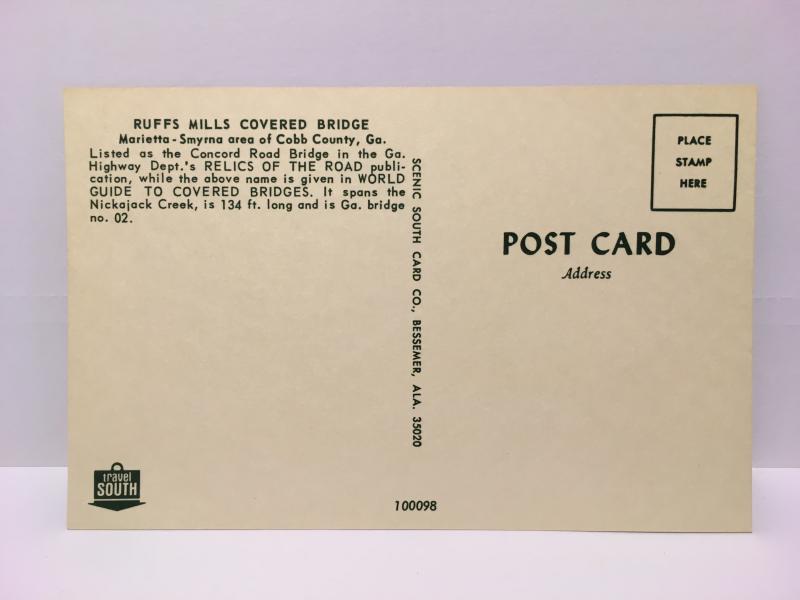 RUFFS MILLS COVERED BRIDGE
Marietta - Smyrna area of Cobb County, Ga.
Listed as the Concord Road Bridge in the Ga.
Highway Dept.'s RELICS OF THE ROAD publi-
cation, while the above name is given in WORLD
GUIDE TO COVERED BRIDGES. It spans the
Nickajack Creek, is 134 ft. long and is Ga. bridge
no. 02.
SCENIC SOUTH CARD CO., BESSEMER, ALA. 35020
PLACE
STAMP
HERE
POST CARD
Address
travel
SOUTH
100098